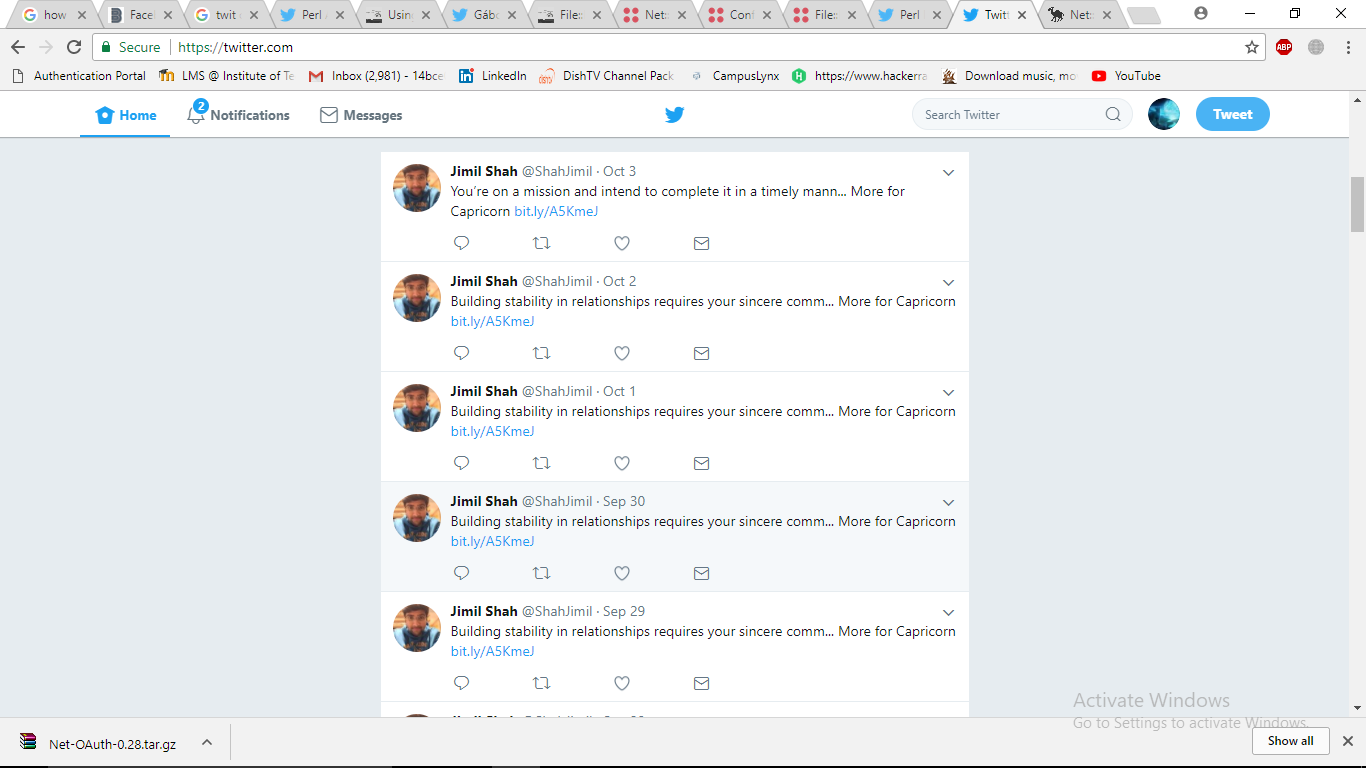 how
Facel
twit
Perl
Using
Gábo
File::
Net::
Conf
File::
Perl
Twitt
Net::
Secure
https://twitter.com
ABP
Authentication Portal
LMS @ Institute of Te
Inbox (2,981) - 14bce
LinkedIn
DishTV Channel Pack
CampusLynx
https://www.hackerra
Download music, mo
YouTube
Home
2
Notifications
Messages
Search Twitter
Tweet
Jimil Shah @ShahJimil · Oct 3
You're on a mission and intend to complete it in a timely mann... More for
Capricorn bit.ly/A5KmeJ
Jimil Shah @ShahJimil · Oct 2
Building stability in relationships requires your sincere comm... More for Capricorn
bit.ly/A5KmeJ
Jimil Shah @ShahJimil · Oct 1
Building stability in relationships requires your sincere comm... More for Capricorn
bit.ly/A5KmeJ
Jimil Shah @ShahJimil · Sep 30
Building stability in relationships requires your sincere comm... More for Capricorn
bit.ly/A5KmeJ
Jimil Shah @ShahJimil · Sep 29
Building stability in relationships requires your sincere comm... More for Capricorn
bit.ly/A5KmeJ
Activate Windows
Go to Settings to activate Windows.
Net-OAuth-0.28.tar.gz
Show all